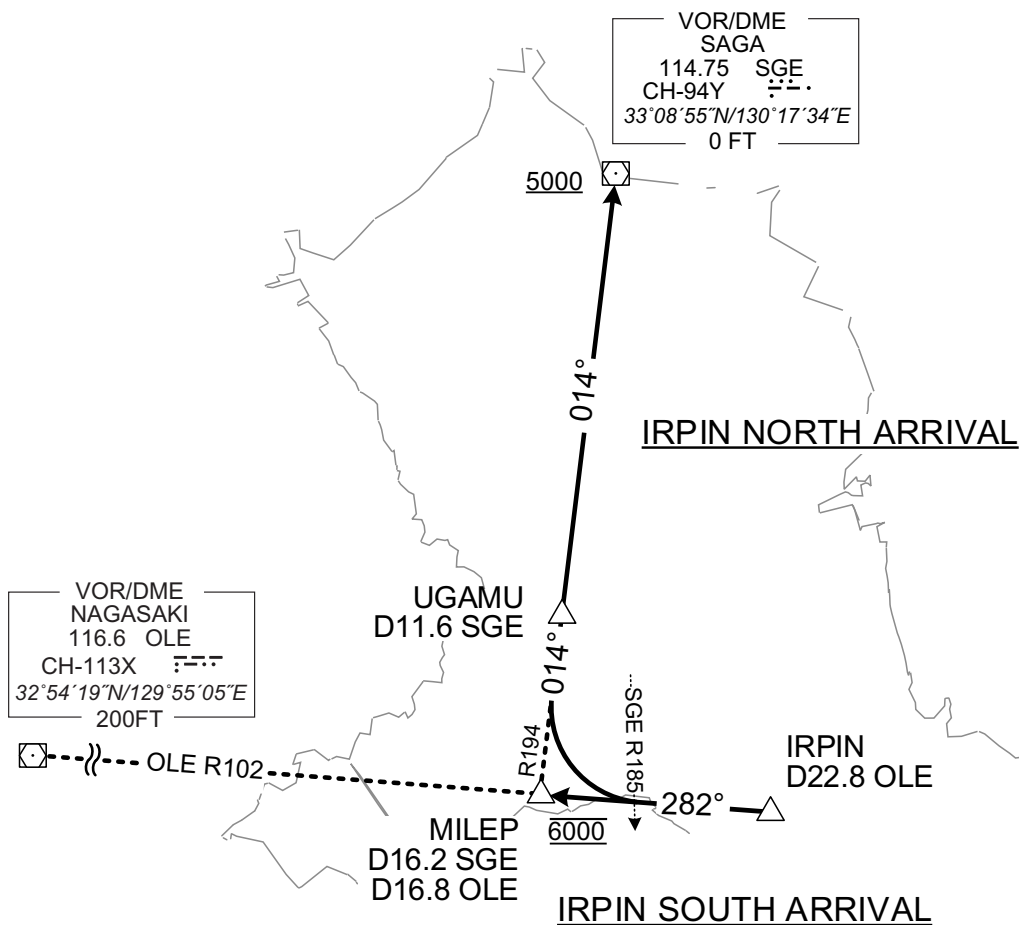 VOR/DME
SAGA
114.75 SGE
CH-94Y
33°08´55˝N/130°17´34˝E
0 FT
5000
014°
IRPIN NORTH ARRIVAL
UGAMU
D11.6 SGE
VOR/DME
NAGASAKI
116.6 OLE
CH-113X
32°54´19˝N/129°55´05˝E
200FT
014°
SGE R185
R194
OLE R102
IRPIN
D22.8 OLE
282°
MILEP
D16.2 SGE
D16.8 OLE
6000
IRPIN SOUTH ARRIVAL